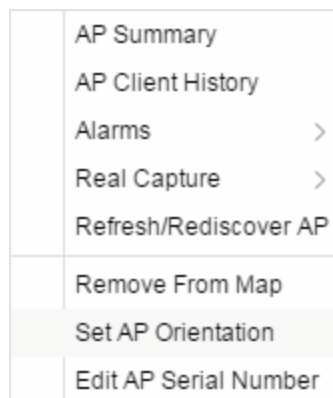 AP Summary
AP Client History
Alarms
Real Capture
Refresh/Rediscover AP
Remove From Map
Set AP Orientation
Edit AP Serial Number